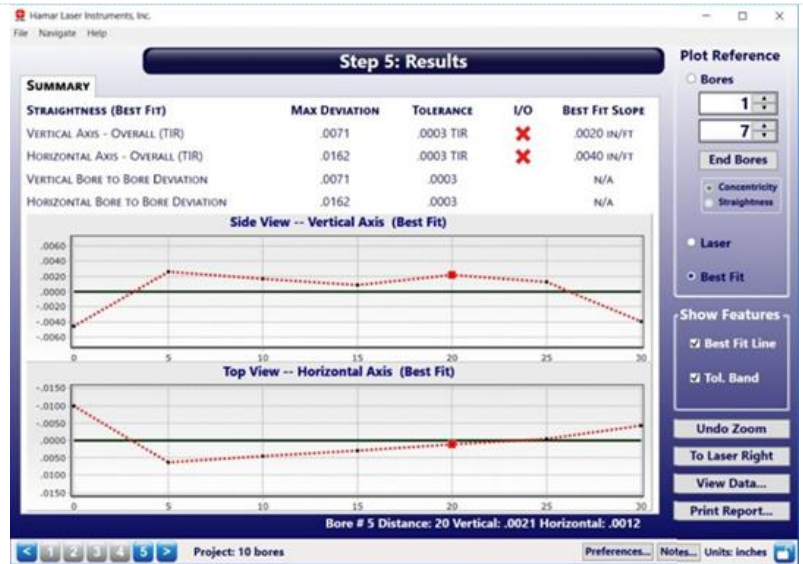 Hamar Laser Instruments, Inc.
File Navigate Help
Step 5: Results
SUMMARY
STRAIGHTNESS (BEST FIT) MAX DEVIATION TOLERANCE I/O BEST FIT SLOPE
VERTICAL AXIS - OVERALL (TIR) .0071 .0003 TIR .0020 IN/FT
HORIZONTAL AXIS - OVERALL (TIR) .0162 .0003 TIR .0040 IN/FT
VERTICAL BORE TO BORE DEVIATION .0071 .0003 N/A
HORIZONTAL BORE TO BORE DEVIATION .0162 .0003 N/A
Side View -- Vertical Axis (Best Fit)
.0060
.0040
.0020
.0000
-.0020
-.0040
-.0060
0 5 10 15 20 25 30
Top View -- Horizontal Axis (Best Fit)
-.0150
-.0100
-.0050
.0000
.0050
.0100
.0150
0 5 10 15 20 25 30
Bore # 5 Distance: 20 Vertical: .0021 Horizontal: .0012
Plot Reference
Bores
1
7
End Bores
Concentricity
Straightness
Laser
Best Fit
Show Features
Best Fit Line
Tol. Band
Undo Zoom
To Laser Right
View Data...
Print Report...
< 1 2 3 4 5 > Project: 10 bores Preferences... Notes... Units: inches